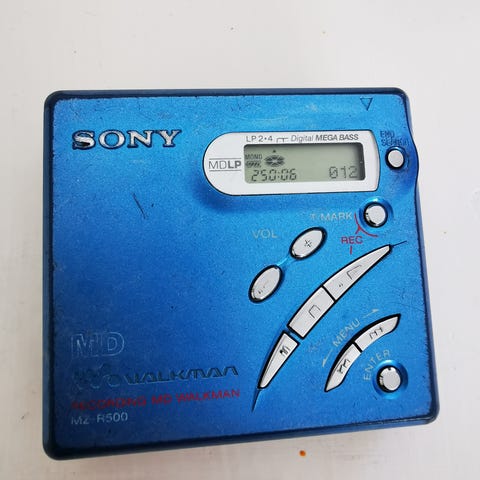 SONY
LP 2•4 Digital MEGA BASS
MDLP
MONO
250:06 012
END
SEARCH
T-MARK
REC
VOL
+
−
MENU
ENTER
MD
WALKMAN
RECORDING MD WALKMAN
MZ-R500